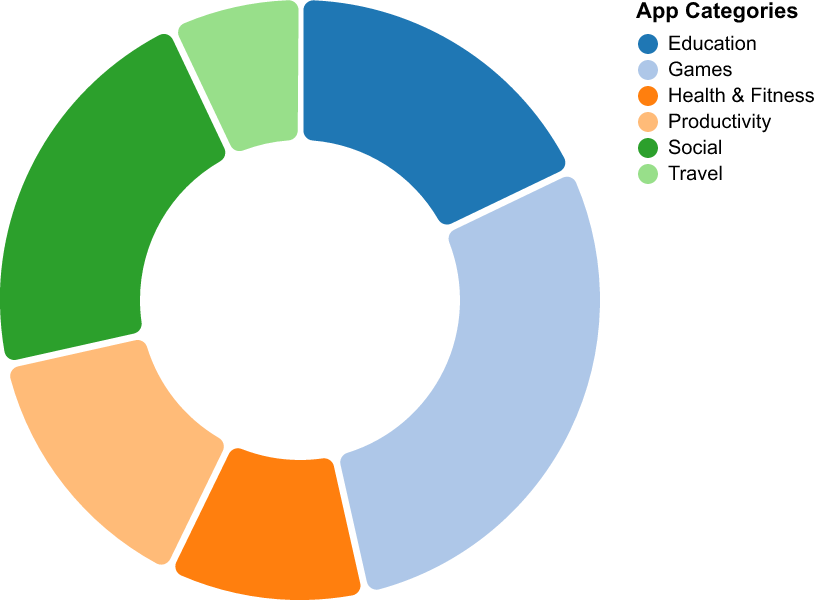 App Categories
Education
Games
Health & Fitness
Productivity
Social
Travel